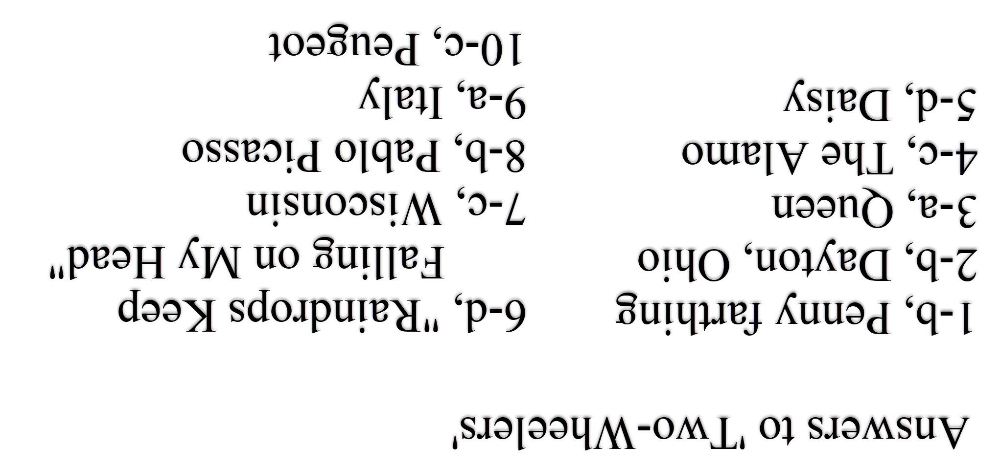 Answers to 'Two-Wheelers'
1-b, Penny farthing
2-b, Dayton, Ohio
3-a, Queen
4-c, The Alamo
5-d, Daisy
6-d, "Raindrops Keep
Falling on My Head"
7-c, Wisconsin
8-b, Pablo Picasso
9-a, Italy
10-c, Peugeot